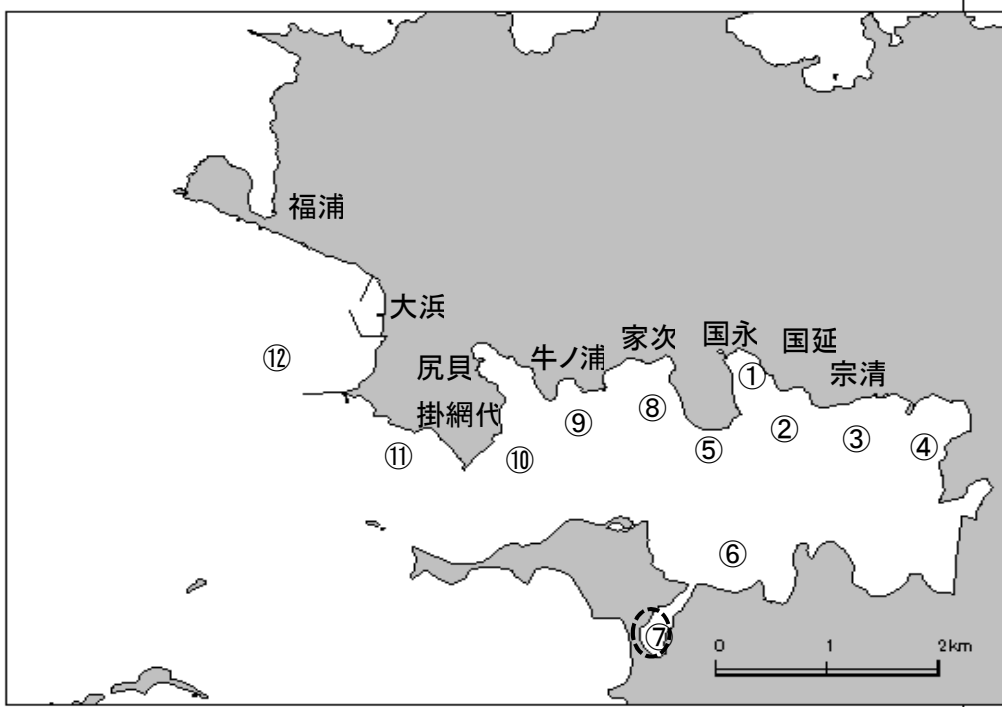 福浦
大浜
国永
家次
国延
牛ノ浦
尻貝
宗清
掛網代
①
②
③
④
⑤
⑥
⑦
⑧
⑨
⑩
⑪
⑫
0 1 2km